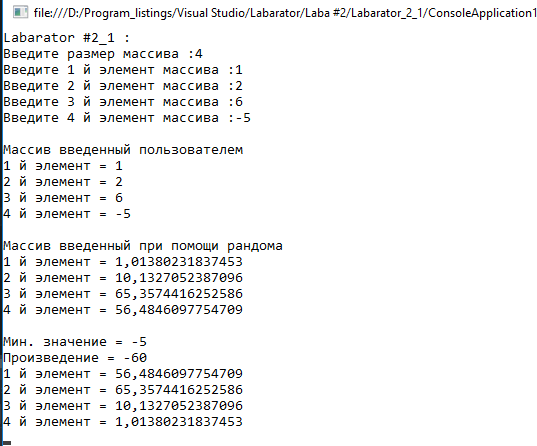 file:///D:/Program_listings/Visual Studio/Labarator/Laba #2/Labarator_2_1/ConsoleApplication1
Labarator #2_1 :
Введите размер массива :4
Введите 1 й элемент массива :1
Введите 2 й элемент массива :2
Введите 3 й элемент массива :6
Введите 4 й элемент массива :-5
Массив введенный пользователем
1 й элемент = 1
2 й элемент = 2
3 й элемент = 6
4 й элемент = -5
Массив введенный при помощи рандома
1 й элемент = 1,01380231837453
2 й элемент = 10,1327052387096
3 й элемент = 65,3574416252586
4 й элемент = 56,4846097754709
Мин. значение = -5
Произведение = -60
1 й элемент = 56,4846097754709
2 й элемент = 65,3574416252586
3 й элемент = 10,1327052387096
4 й элемент = 1,01380231837453